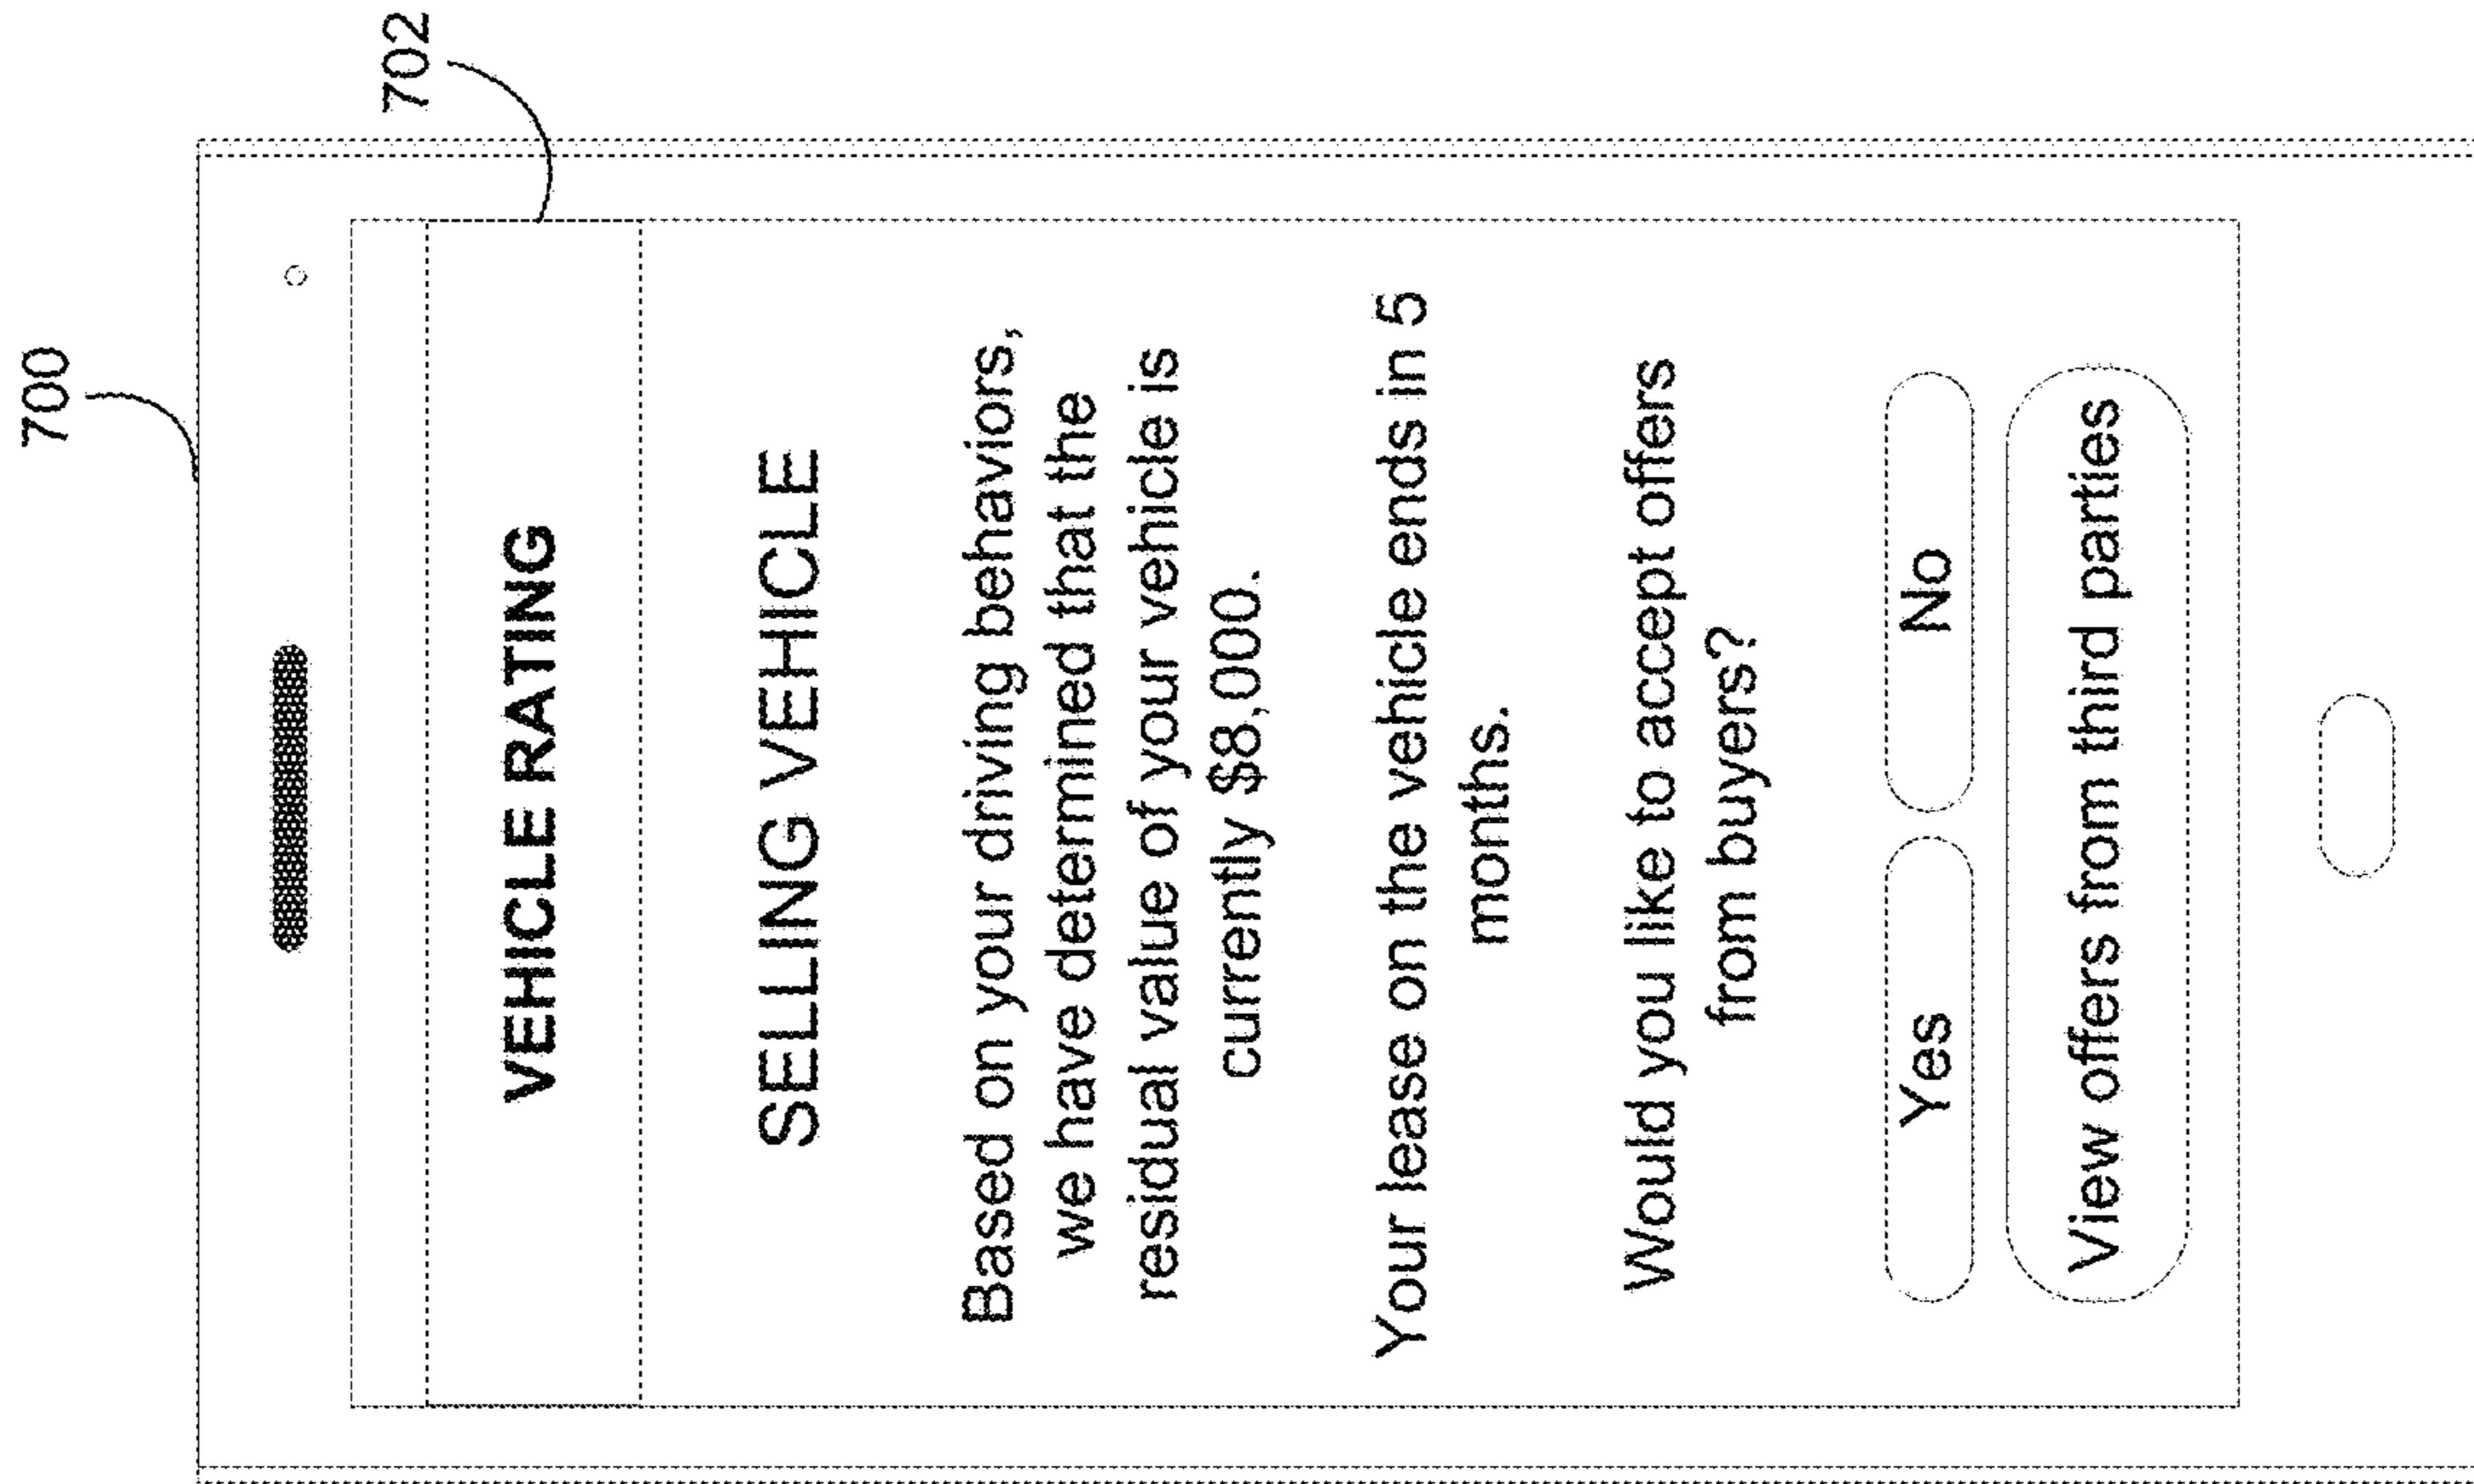 700
702
VEHICLE RATING
SELLING VEHICLE
Based on your driving behaviors,
we have determined that the
residual value of your vehicle is
currently $8,000.
Your lease on the vehicle ends in 5
months.
Would you like to accept offers
from buyers?
Yes No
View offers from third parties